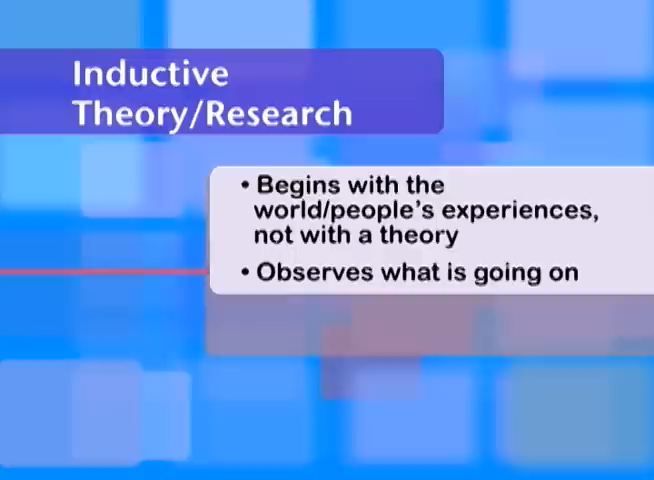 Inductive
Theory/Research
• Begins with the
world/people's experiences,
not with a theory
• Observes what is going on